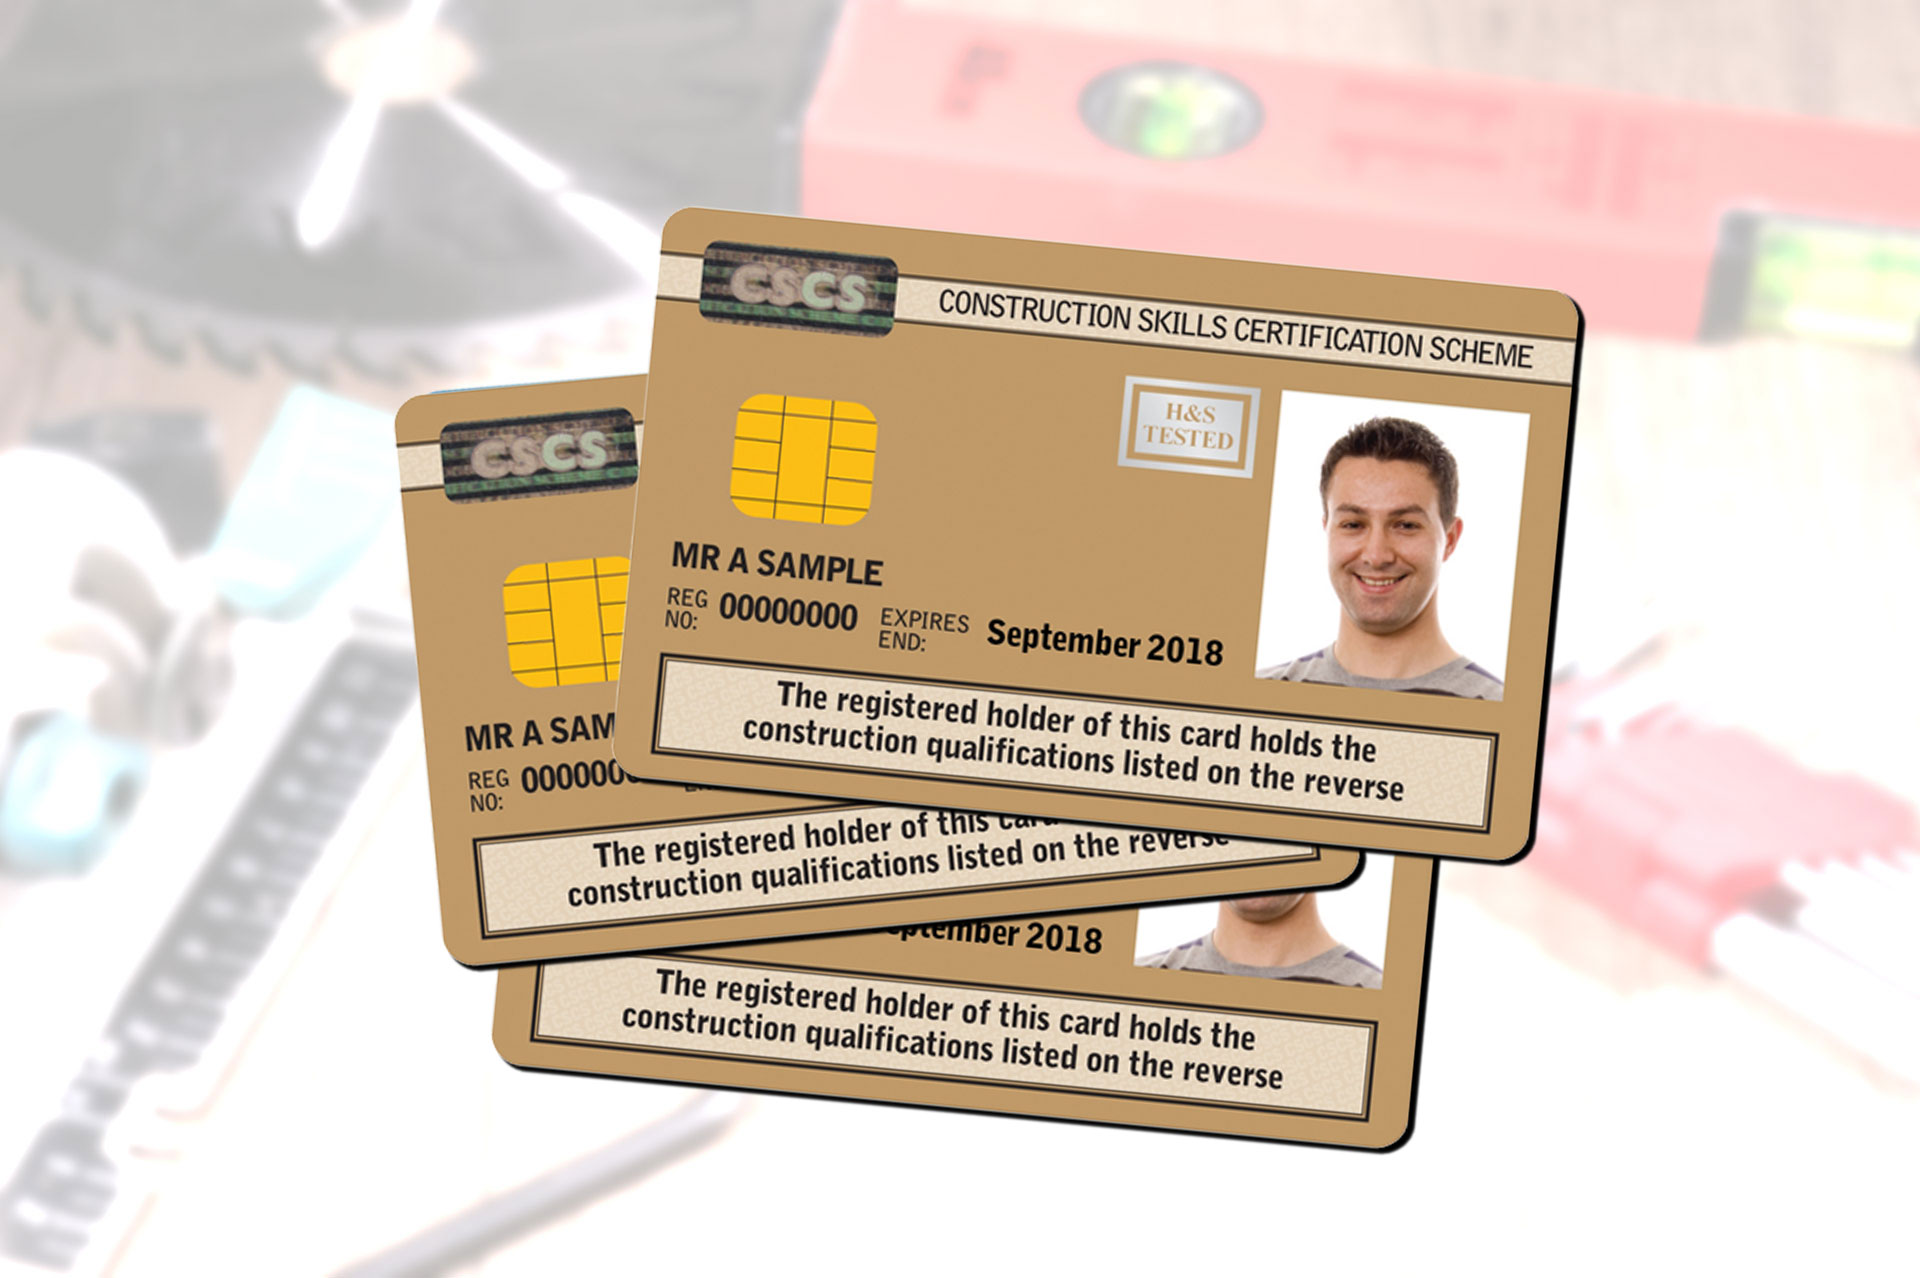 CSCS
CONSTRUCTION SKILLS CERTIFICATION SCHEME
H&S
TESTED
MR A SAMPLE
REG
NO:
00000000
EXPIRES
END:
September 2018
The registered holder of this card holds the
construction qualifications listed on the reverse
CSCS
MR A SAM
REG
NO:
000000
The registered holder of this
construction qualifications listed on the reverse
September 2018
The registered holder of this card holds the
construction qualifications listed on the reverse